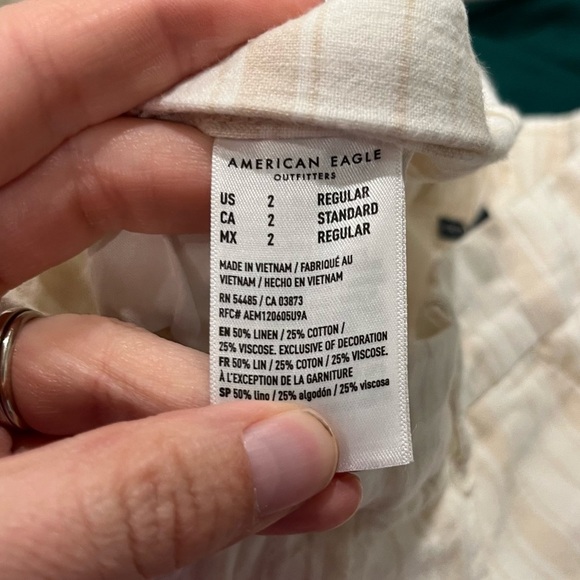 AMERICAN EAGLE
OUTFITTERS
US 2 REGULAR
CA 2 STANDARD
MX 2 REGULAR
MADE IN VIETNAM / FABRIQUÉ AU
VIETNAM / HECHO EN VIETNAM
RN 54485 / CA 03873
RFC# AEM120605U9A
EN 50% LINEN / 25% COTTON /
25% VISCOSE. EXCLUSIVE OF DECORATION
FR 50% LIN / 25% COTON / 25% VISCOSE.
À L'EXCEPTION DE LA GARNITURE
SP 50% lino / 25% algodón / 25% viscosa